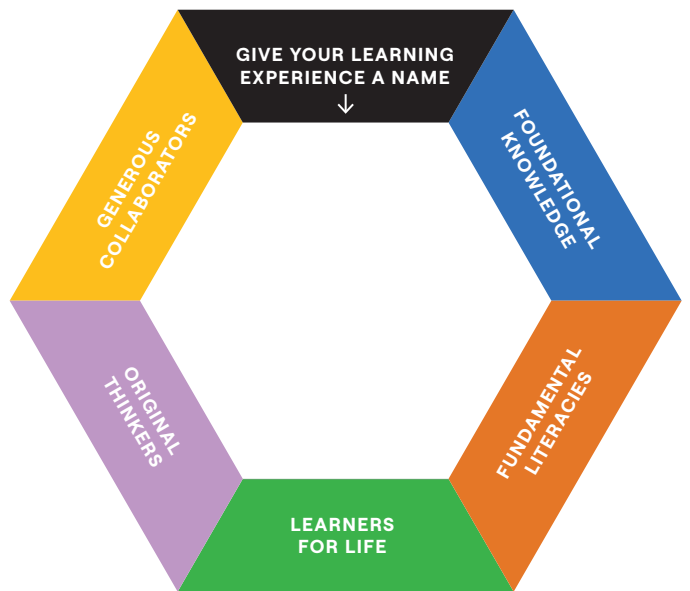 GIVE YOUR LEARNING
EXPERIENCE A NAME
↓
FOUNDATIONAL
KNOWLEDGE
FUNDAMENTAL
LITERACIES
LEARNERS
FOR LIFE
ORIGINAL
THINKERS
GENEROUS
COLLABORATORS